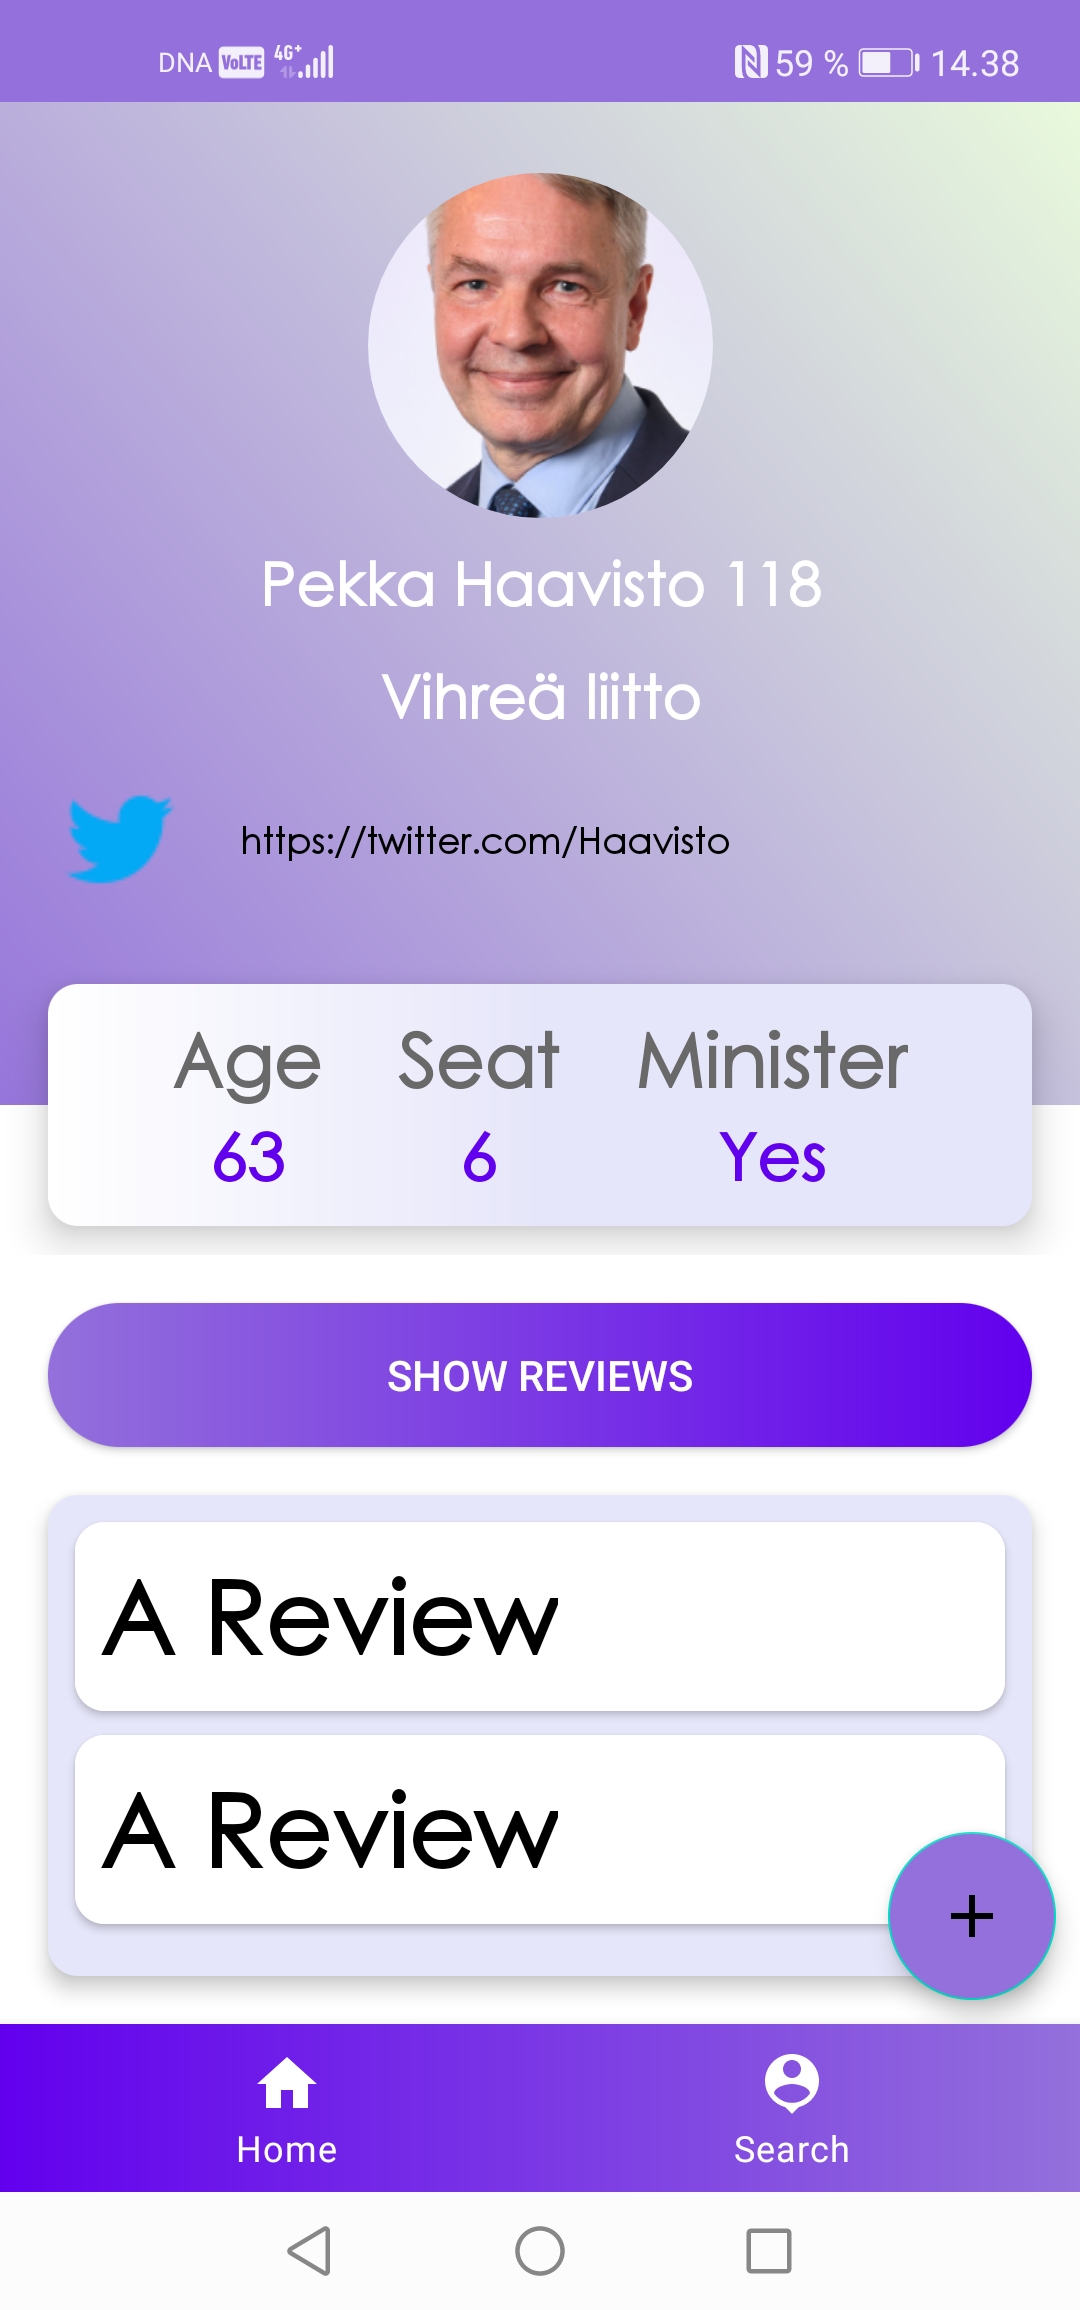 DNA VoLTE 4G+ 59 % 14.38
Pekka Haavisto 118
Vihreä liitto
https://twitter.com/Haavisto
Age Seat Minister
63 6 Yes
SHOW REVIEWS
A Review
A Review
+
Home Search